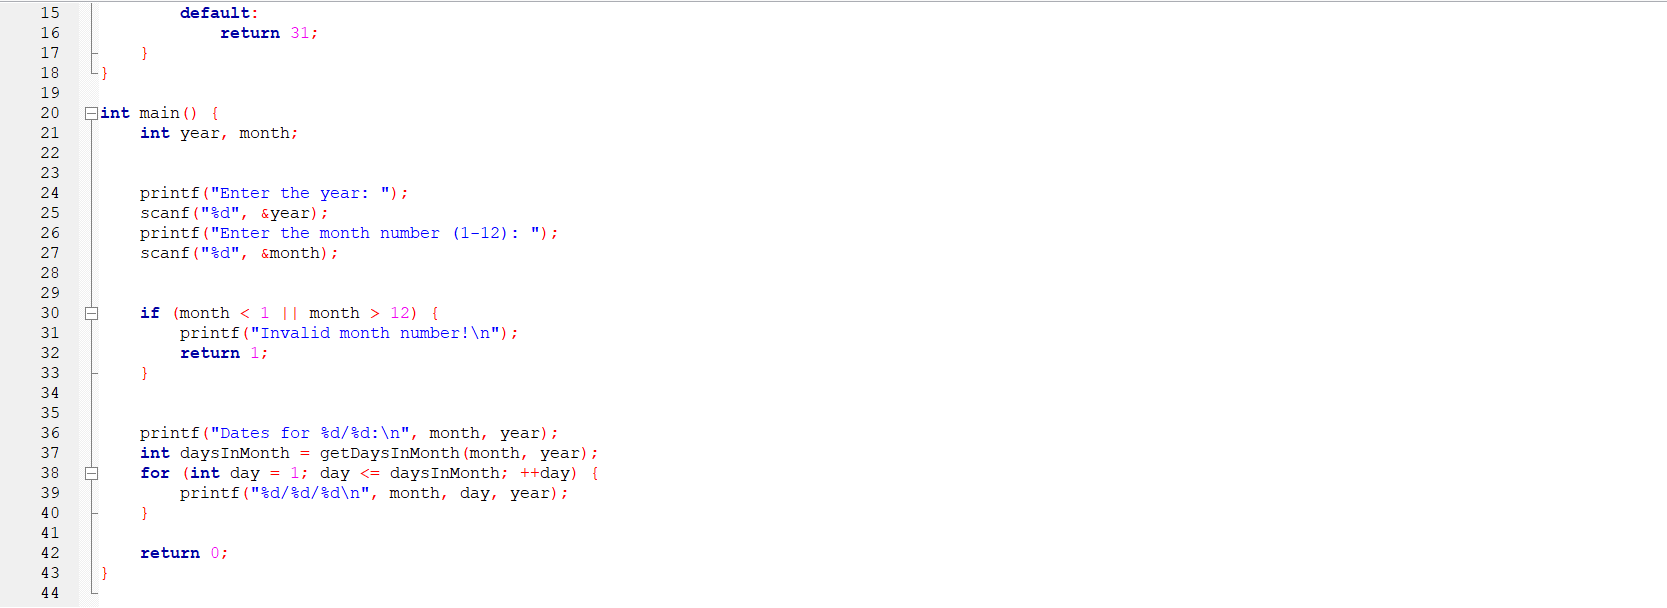 15 default:
16 return 31;
17 }
18 }
19
20 int main() {
21 int year, month;
22
23
24 printf("Enter the year: ");
25 scanf("%d", &year);
26 printf("Enter the month number (1-12): ");
27 scanf("%d", &month);
28
29
30 if (month < 1 || month > 12) {
31 printf("Invalid month number!\n");
32 return 1;
33 }
34
35
36 printf("Dates for %d/%d:\n", month, year);
37 int daysInMonth = getDaysInMonth(month, year);
38 for (int day = 1; day <= daysInMonth; ++day) {
39 printf("%d/%d/%d\n", month, day, year);
40 }
41
42 return 0;
43 }
44